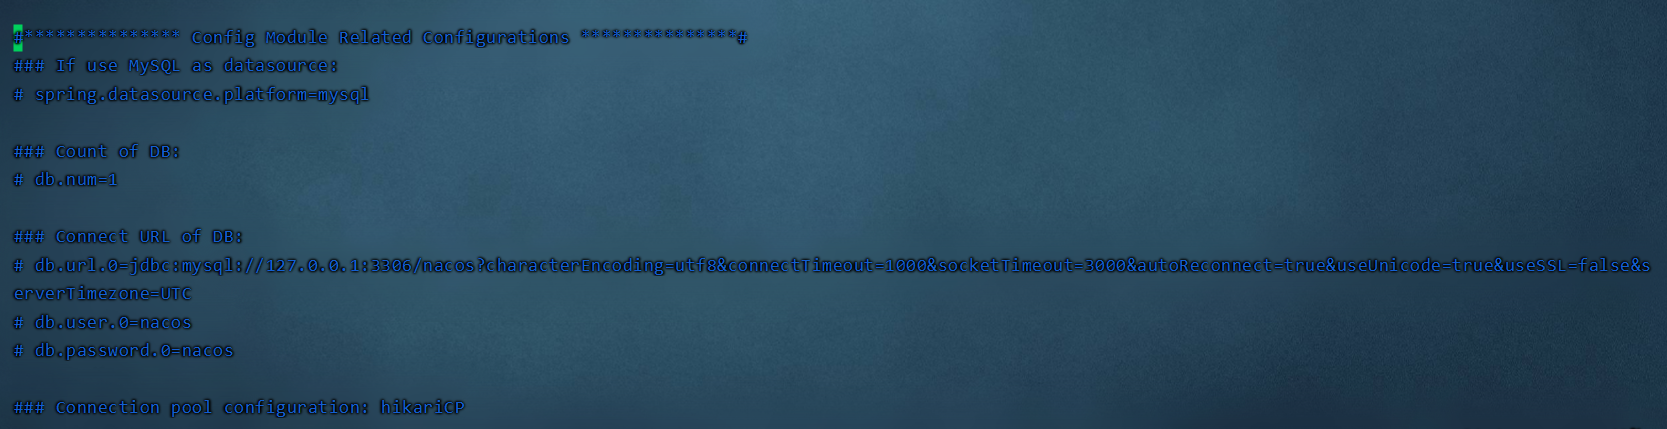 #*************** Config Module Related Configurations ***************#
### If use MySQL as datasource:
# spring.datasource.platform=mysql
### Count of DB:
# db.num=1
### Connect URL of DB:
# db.url.0=jdbc:mysql://127.0.0.1:3306/nacos?characterEncoding=utf8&connectTimeout=1000&socketTimeout=3000&autoReconnect=true&useUnicode=true&useSSL=false&s
erverTimezone=UTC
# db.user.0=nacos
# db.password.0=nacos
### Connection pool configuration: hikariCP